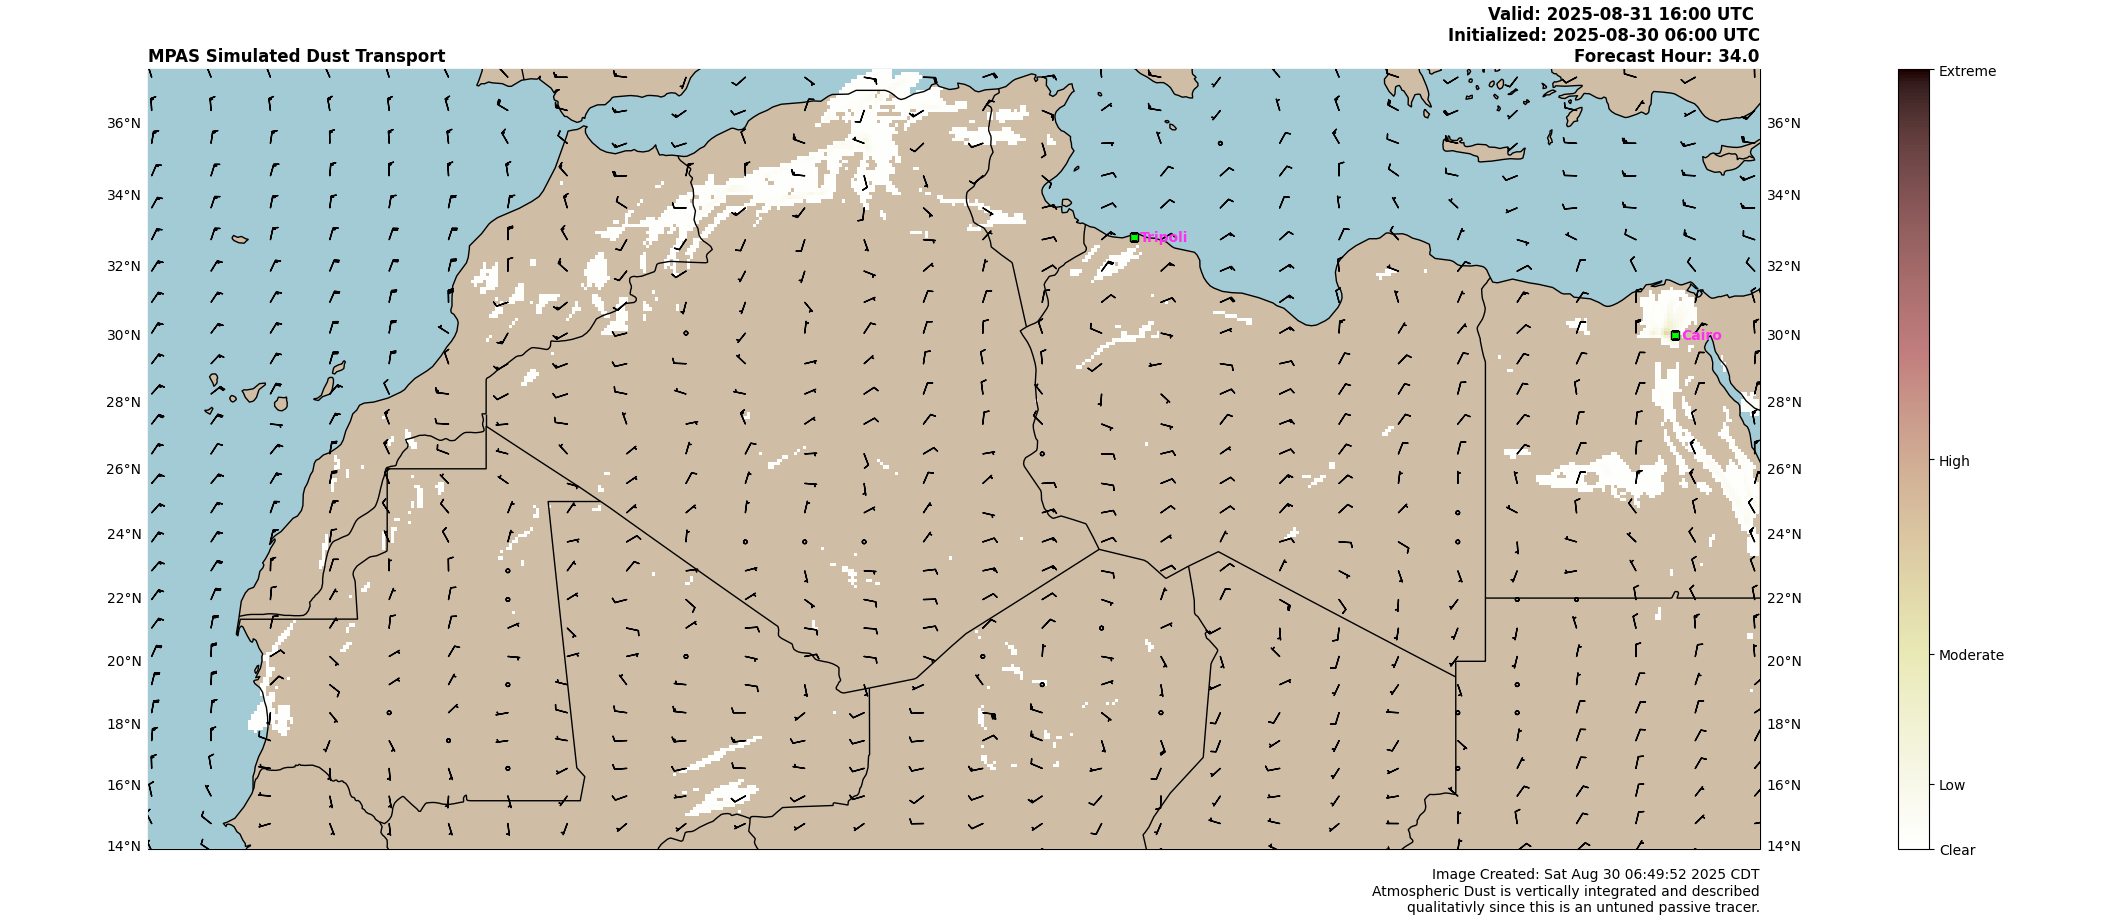 Valid: 2025-08-31 16:00 UTC
Initialized: 2025-08-30 06:00 UTC
MPAS Simulated Dust Transport
Forecast Hour: 34.0
Extreme
36°N
36°N
34°N
34°N
Tripoli
32°N
32°N
30°N
Cairo
30°N
28°N
28°N
26°N
26°N
High
24°N
24°N
22°N
22°N
20°N
20°N
Moderate
18°N
18°N
16°N
16°N
Low
14°N
14°N
Clear
Image Created: Sat Aug 30 06:49:52 2025 CDT
Atmospheric Dust is vertically integrated and described
qualitativly since this is an untuned passive tracer.